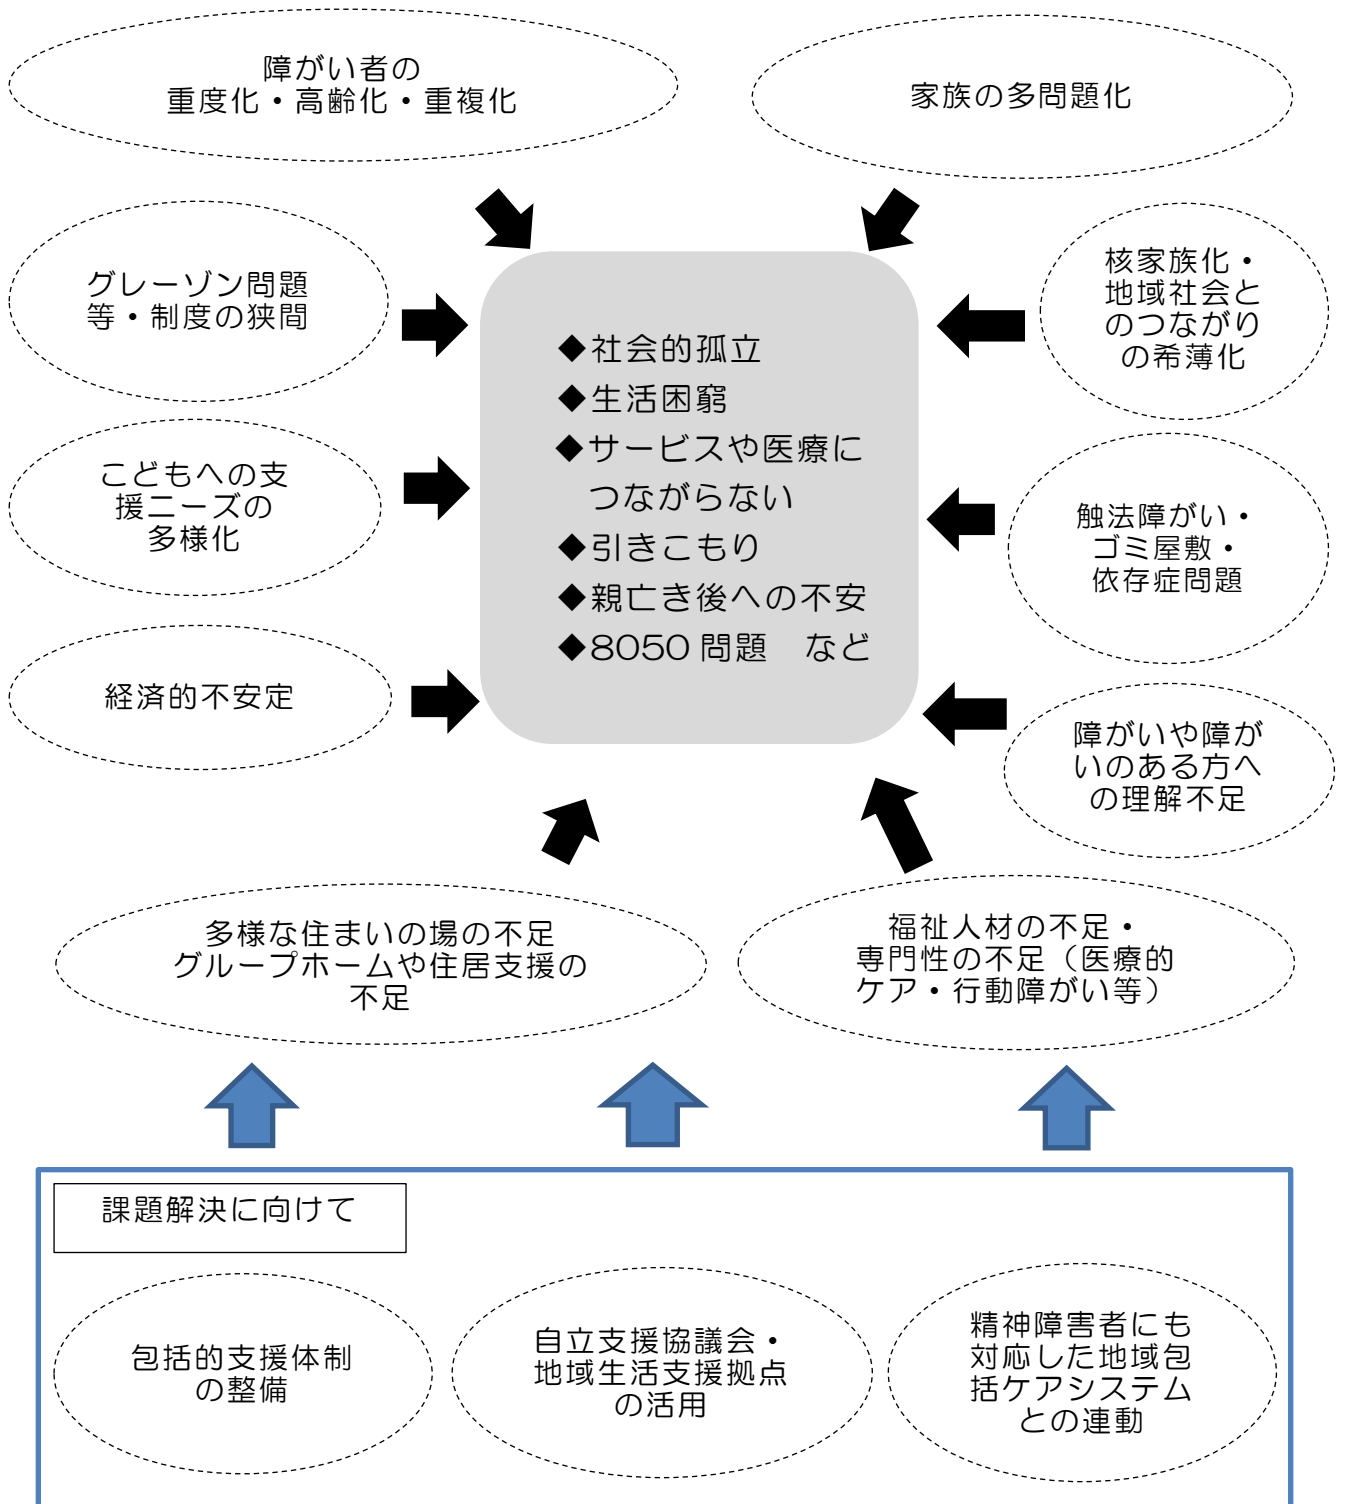 障がい者の
重度化・高齢化・重複化
家族の多問題化
グレーゾン問題
等・制度の狭間
核家族化・
地域社会と
のつながり
の希薄化
◆社会的孤立
◆生活困窮
◆サービスや医療に
つながらない
◆引きこもり
◆親亡き後への不安
◆8050問題　など
こどもへの支
援ニーズの
多様化
触法障がい・
ゴミ屋敷・
依存症問題
経済的不安定
障がいや障が
いのある方へ
の理解不足
多様な住まいの場の不足
グループホームや住居支援の
不足
福祉人材の不足・
専門性の不足（医療的
ケア・行動障がい等）
課題解決に向けて
包括的支援体制
の整備
自立支援協議会・
地域生活支援拠点
の活用
精神障害者にも
対応した地域包
括ケアシステム
との連動